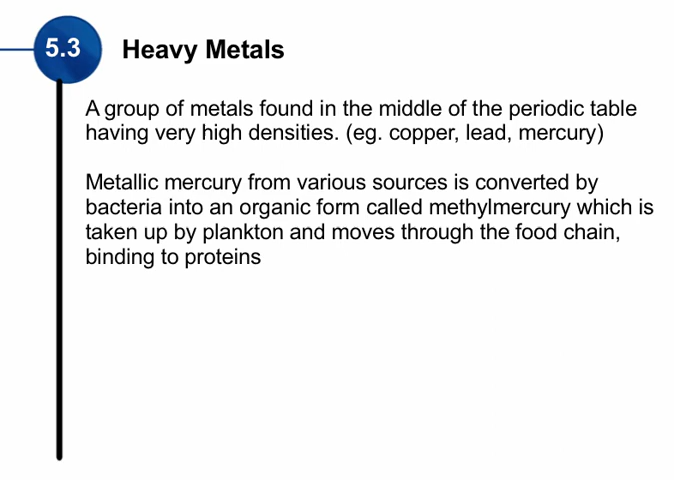 5.3
Heavy Metals
A group of metals found in the middle of the periodic table
having very high densities. (eg. copper, lead, mercury)
Metallic mercury from various sources is converted by
bacteria into an organic form called methylmercury which is
taken up by plankton and moves through the food chain,
binding to proteins